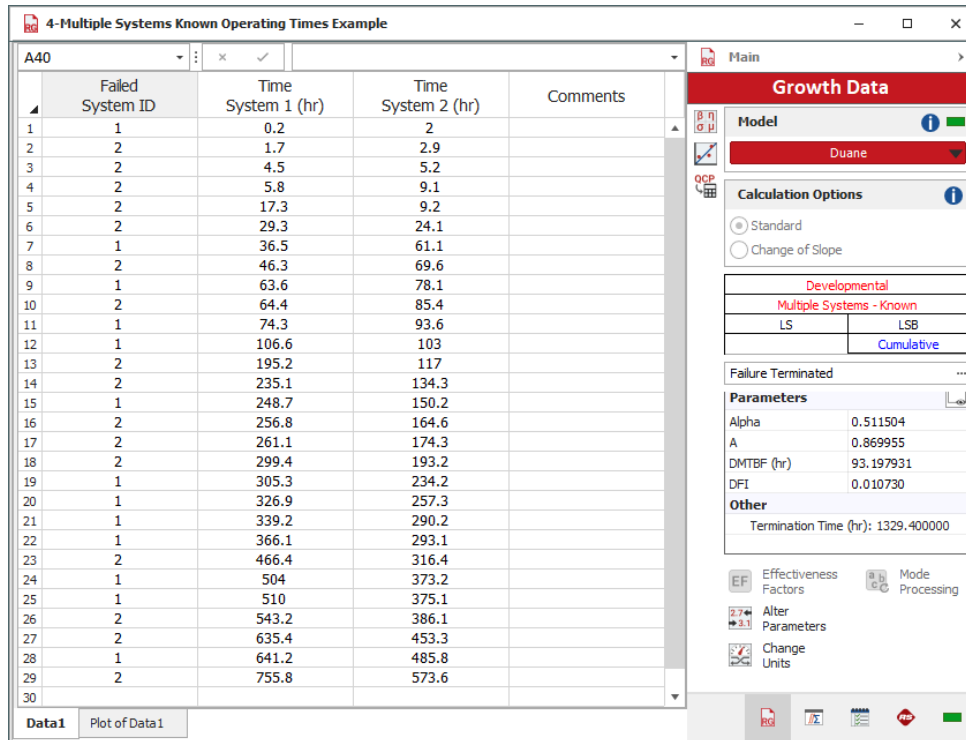 4-Multiple Systems Known Operating Times Example
A40
Failed System ID Time System 1 (hr) Time System 2 (hr) Comments
1 1 0.2 2
2 2 1.7 2.9
3 2 4.5 5.2
4 2 5.8 9.1
5 2 17.3 9.2
6 2 29.3 24.1
7 1 36.5 61.1
8 2 46.3 69.6
9 1 63.6 78.1
10 2 64.4 85.4
11 1 74.3 93.6
12 1 106.6 103
13 2 195.2 117
14 2 235.1 134.3
15 1 248.7 150.2
16 2 256.8 164.6
17 2 261.1 174.3
18 2 299.4 193.2
19 1 305.3 234.2
20 1 326.9 257.3
21 1 339.2 290.2
22 1 366.1 293.1
23 2 466.4 316.4
24 1 504 373.2
25 1 510 375.1
26 2 543.2 386.1
27 2 635.4 453.3
28 1 641.2 485.8
29 2 755.8 573.6
30
Data1 Plot of Data1
RG Main
Growth Data
β η σ μ
QCP
Model
Duane
Calculation Options
Standard
Change of Slope
Developmental
Multiple Systems - Known
LS LSB
Cumulative
Failure Terminated ...
Parameters
Alpha 0.511504
A 0.869955
DMTBF (hr) 93.197931
DFI 0.010730
Other
Termination Time (hr): 1329.400000
EF Effectiveness Factors
Mode Processing
2.7 3.1 Alter Parameters
Change Units
RG